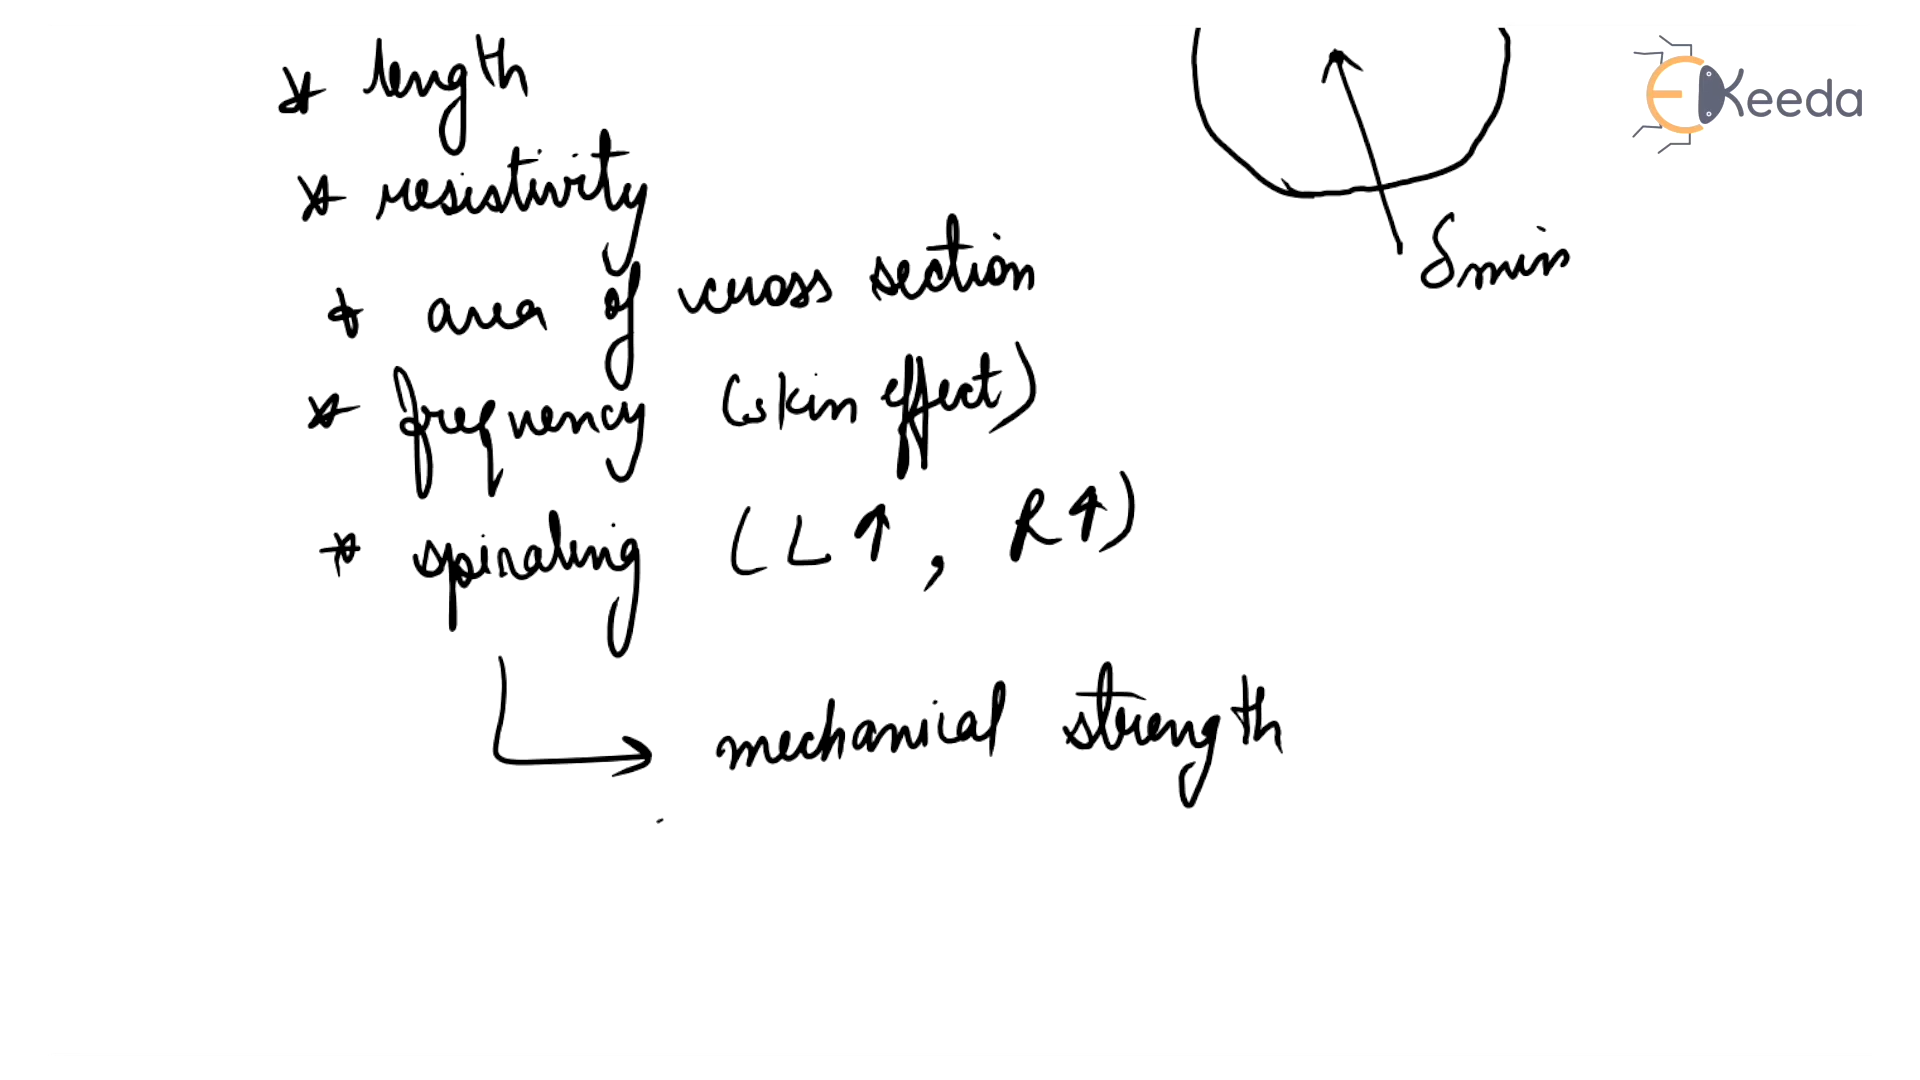 * length
* resistivity
* area of cross section
* frequency (skin effect)
* spiraling (L↑, R↑)
mechanical strength
δmin
EKeeda